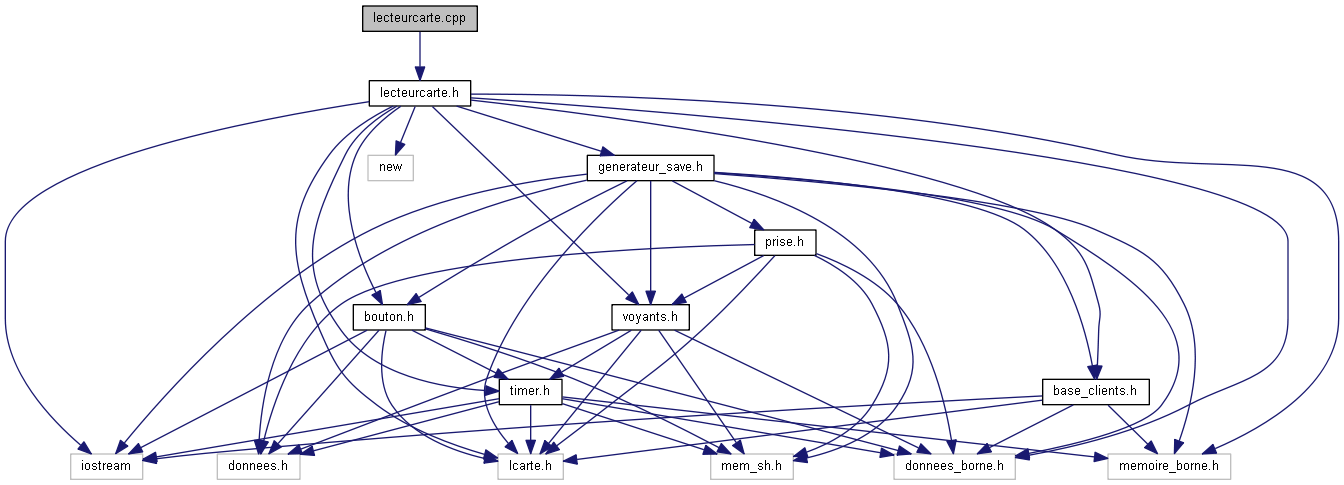 lecteurcarte.cpp
lecteurcarte.h
new
generateur_save.h
prise.h
bouton.h
voyants.h
timer.h
base_clients.h
iostream
donnees.h
lcarte.h
mem_sh.h
donnees_borne.h
memoire_borne.h